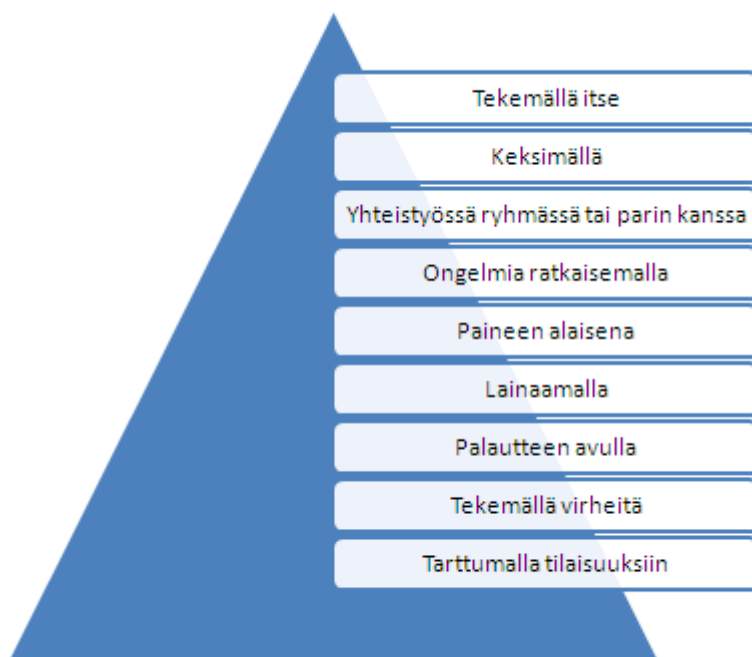 Tekemällä itse
Keksimällä
Yhteistyössä ryhmässä tai parin kanssa
Ongelmia ratkaisemalla
Paineen alaisena
Lainaamalla
Palautteen avulla
Tekemällä virheitä
Tarttumalla tilaisuuksiin